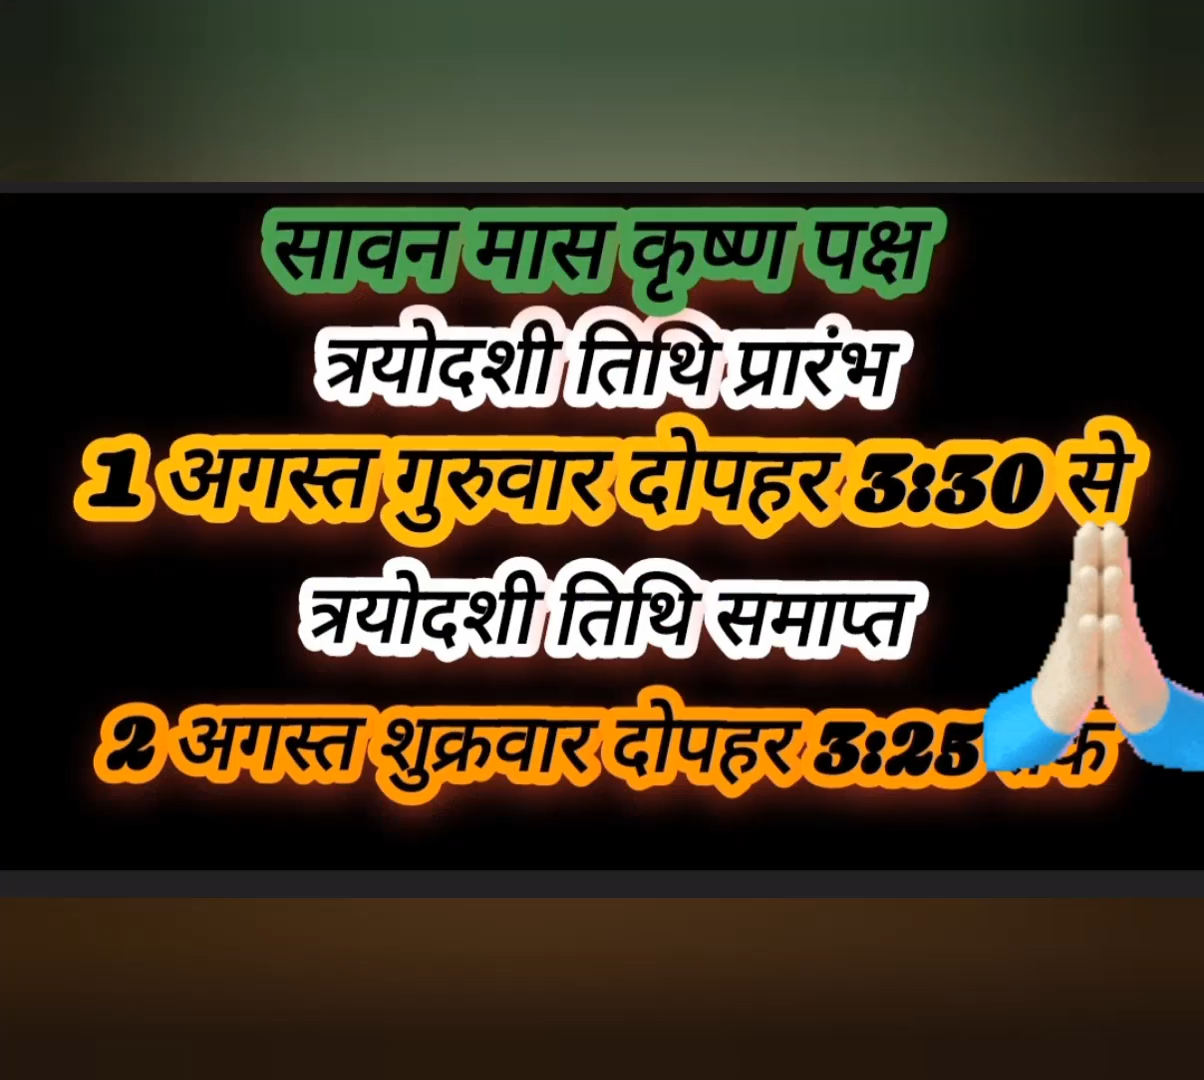 सावन मास कृष्ण पक्ष
त्रयोदशी तिथि प्रारंभ
1 अगस्त गुरुवार दोपहर 3:30 से
त्रयोदशी तिथि समाप्त
2 अगस्त शुक्रवार दोपहर 3:25